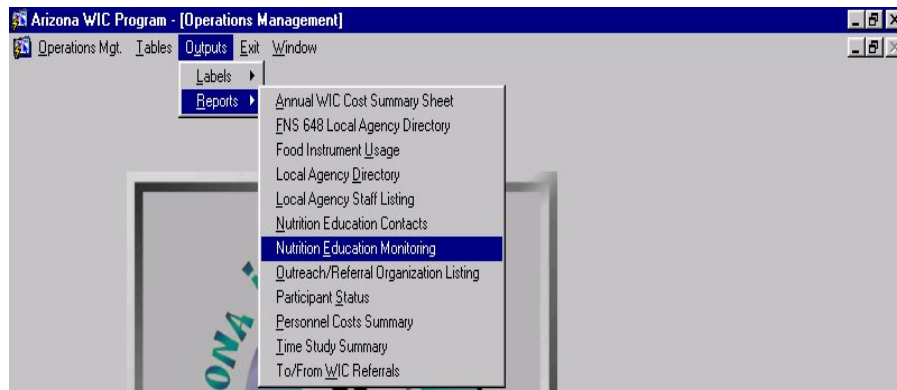 Arizona WIC Program - [Operations Management]
Operations Mgt. Tables Outputs Exit Window
Labels
Reports
Annual WIC Cost Summary Sheet
FNS 648 Local Agency Directory
Food Instrument Usage
Local Agency Directory
Local Agency Staff Listing
Nutrition Education Contacts
Nutrition Education Monitoring
Outreach/Referral Organization Listing
Participant Status
Personnel Costs Summary
Time Study Summary
To/From WIC Referrals
ONA